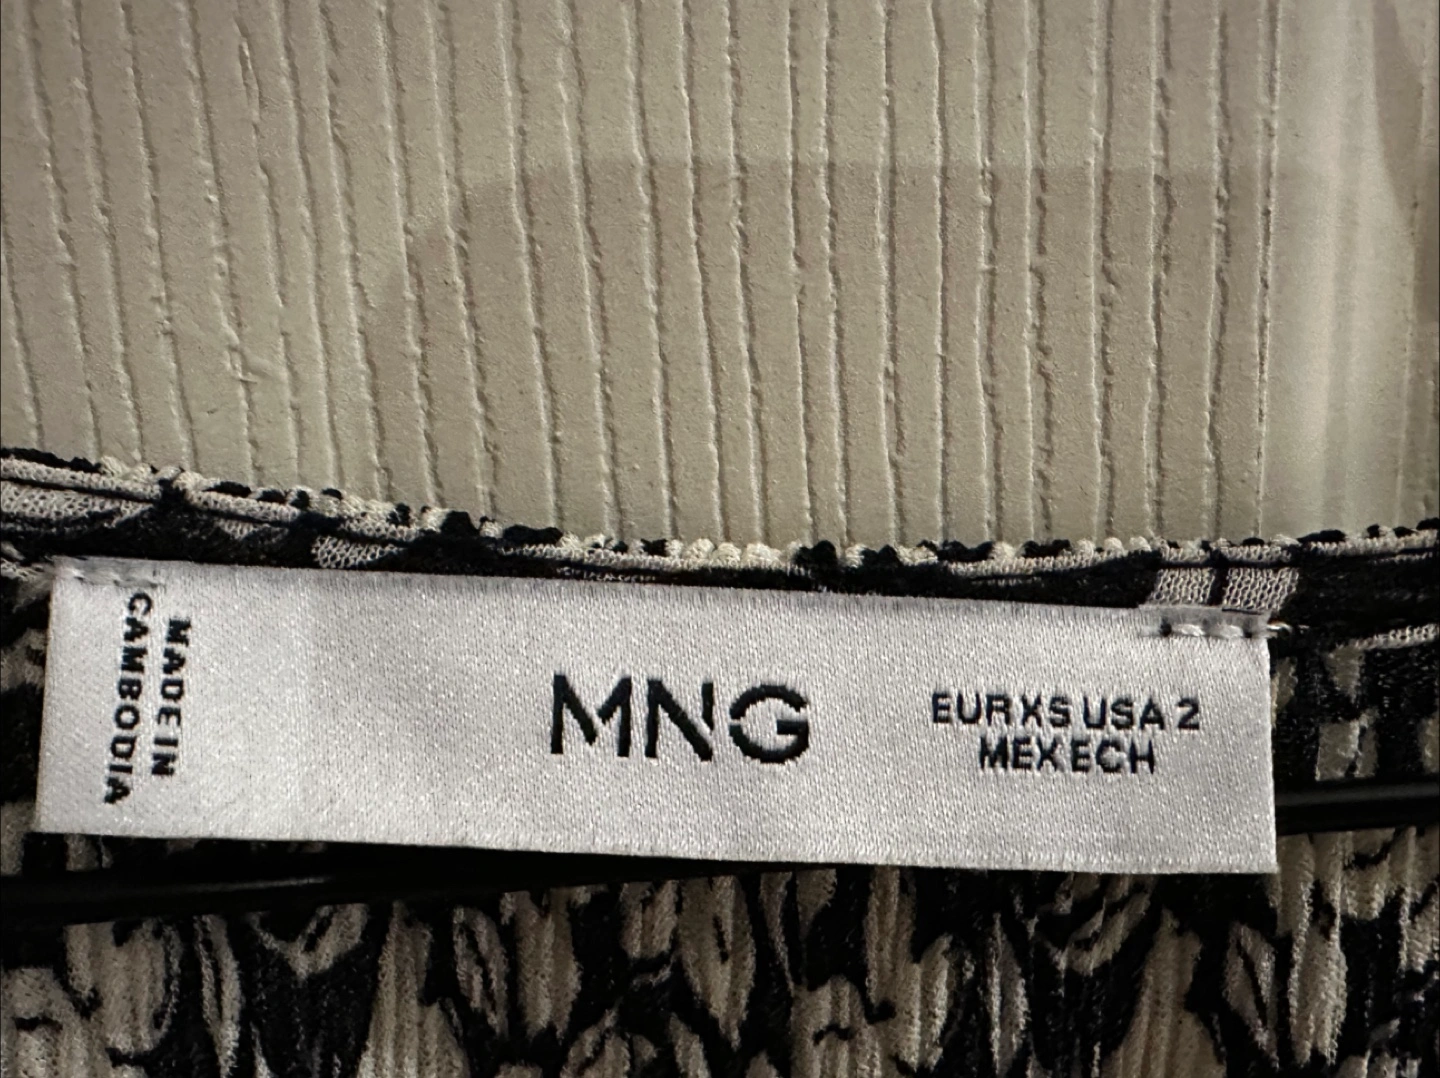 MADE IN
CAMBODIA
MNG
EUR XS USA 2
MEX ECH